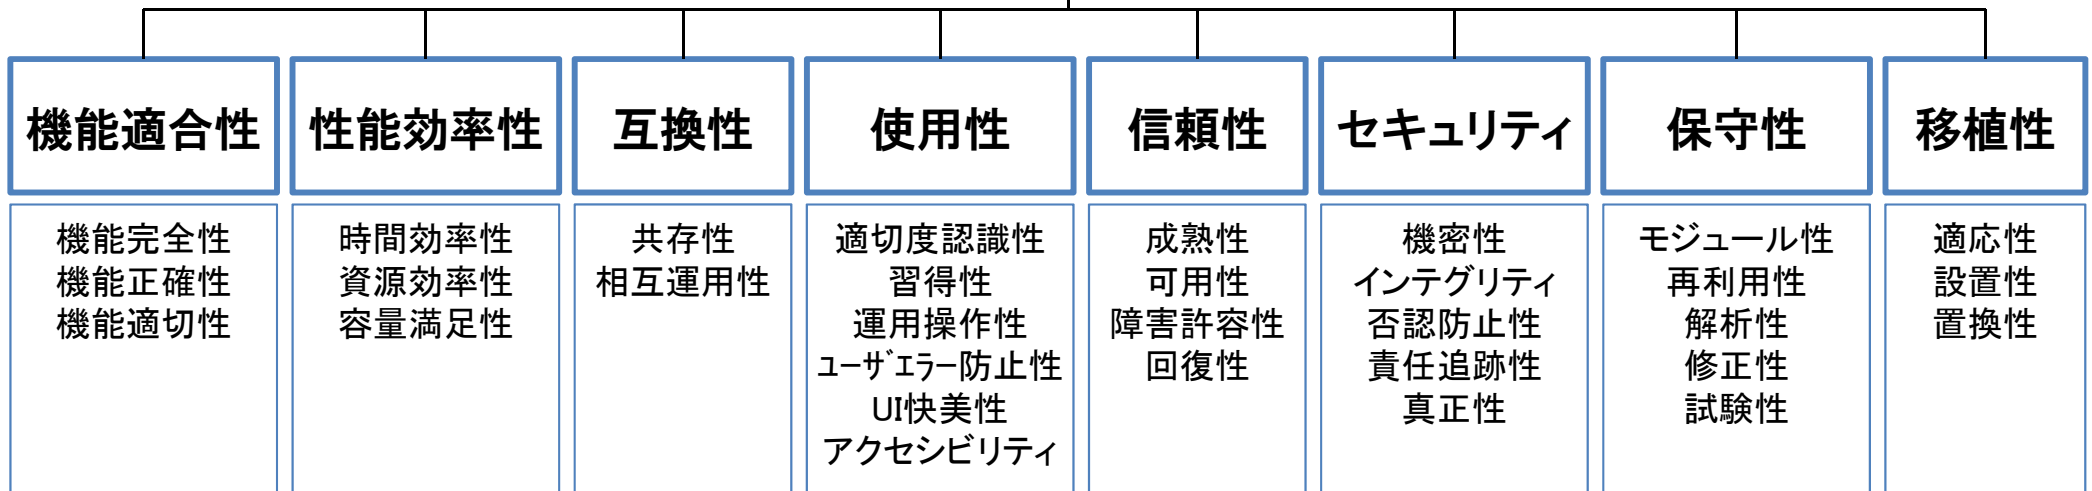 機能適合性
機能完全性
機能正確性
機能適切性
性能効率性
時間効率性
資源効率性
容量満足性
互換性
共存性
相互運用性
使用性
適切度認識性
習得性
運用操作性
ﾕｰｻﾞｴﾗｰ防止性
UI快美性
アクセシビリティ
信頼性
成熟性
可用性
障害許容性
回復性
セキュリティ
機密性
インテグリティ
否認防止性
責任追跡性
真正性
保守性
モジュール性
再利用性
解析性
修正性
試験性
移植性
適応性
設置性
置換性